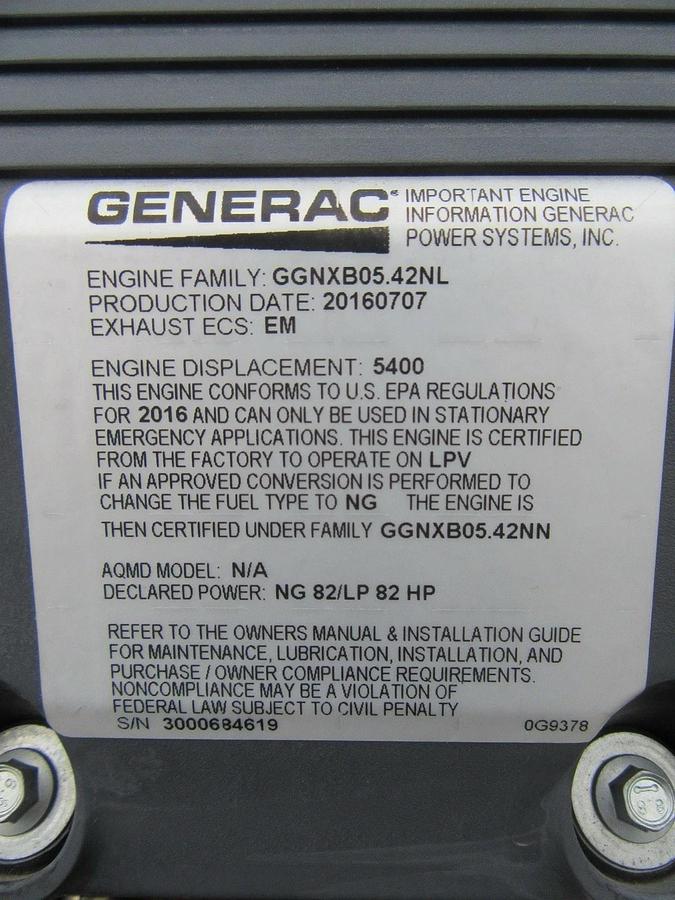 GENERAC
IMPORTANT ENGINE
INFORMATION GENERAC
POWER SYSTEMS, INC.
ENGINE FAMILY: GGNXB05.42NL
PRODUCTION DATE: 20160707
EXHAUST ECS: EM
ENGINE DISPLACEMENT: 5400
THIS ENGINE CONFORMS TO U.S. EPA REGULATIONS
FOR 2016 AND CAN ONLY BE USED IN STATIONARY
EMERGENCY APPLICATIONS. THIS ENGINE IS CERTIFIED
FROM THE FACTORY TO OPERATE ON LPV
IF AN APPROVED CONVERSION IS PERFORMED TO
CHANGE THE FUEL TYPE TO NG THE ENGINE IS
THEN CERTIFIED UNDER FAMILY GGNXB05.42NN
AQMD MODEL: N/A
DECLARED POWER: NG 82/LP 82 HP
REFER TO THE OWNERS MANUAL & INSTALLATION GUIDE
FOR MAINTENANCE, LUBRICATION, INSTALLATION, AND
PURCHASE / OWNER COMPLIANCE REQUIREMENTS.
NONCOMPLIANCE MAY BE A VIOLATION OF
FEDERAL LAW SUBJECT TO CIVIL PENALTY
S/N 3000684619 0G9378
8.8